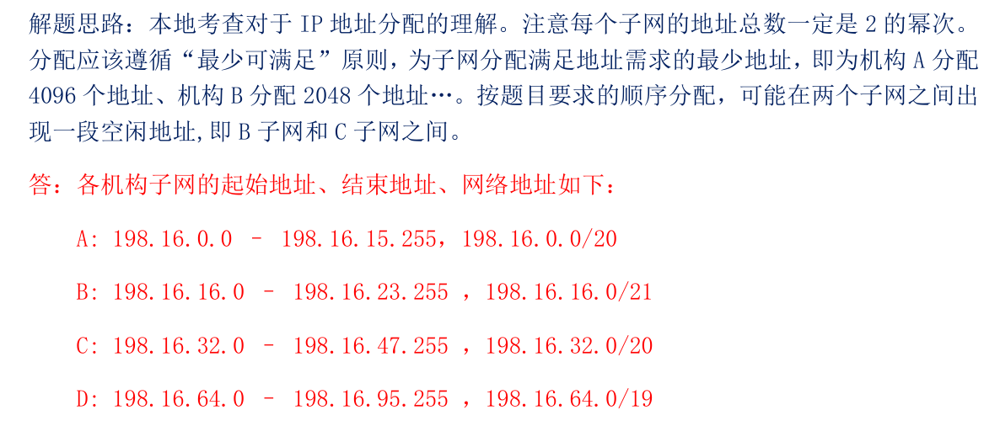 解题思路：本地考查对于 IP 地址分配的理解。注意每个子网的地址总数一定是 2 的幂次。
分配应该遵循“最少可满足”原则，为子网分配满足地址需求的最少地址，即为机构 A 分配
4096 个地址、机构 B 分配 2048 个地址…。按题目要求的顺序分配，可能在两个子网之间出
现一段空闲地址,即 B 子网和 C 子网之间。
答：各机构子网的起始地址、结束地址、网络地址如下：
A: 198.16.0.0 – 198.16.15.255，198.16.0.0/20
B: 198.16.16.0 – 198.16.23.255 ，198.16.16.0/21
C: 198.16.32.0 – 198.16.47.255 ，198.16.32.0/20
D: 198.16.64.0 – 198.16.95.255 ，198.16.64.0/19